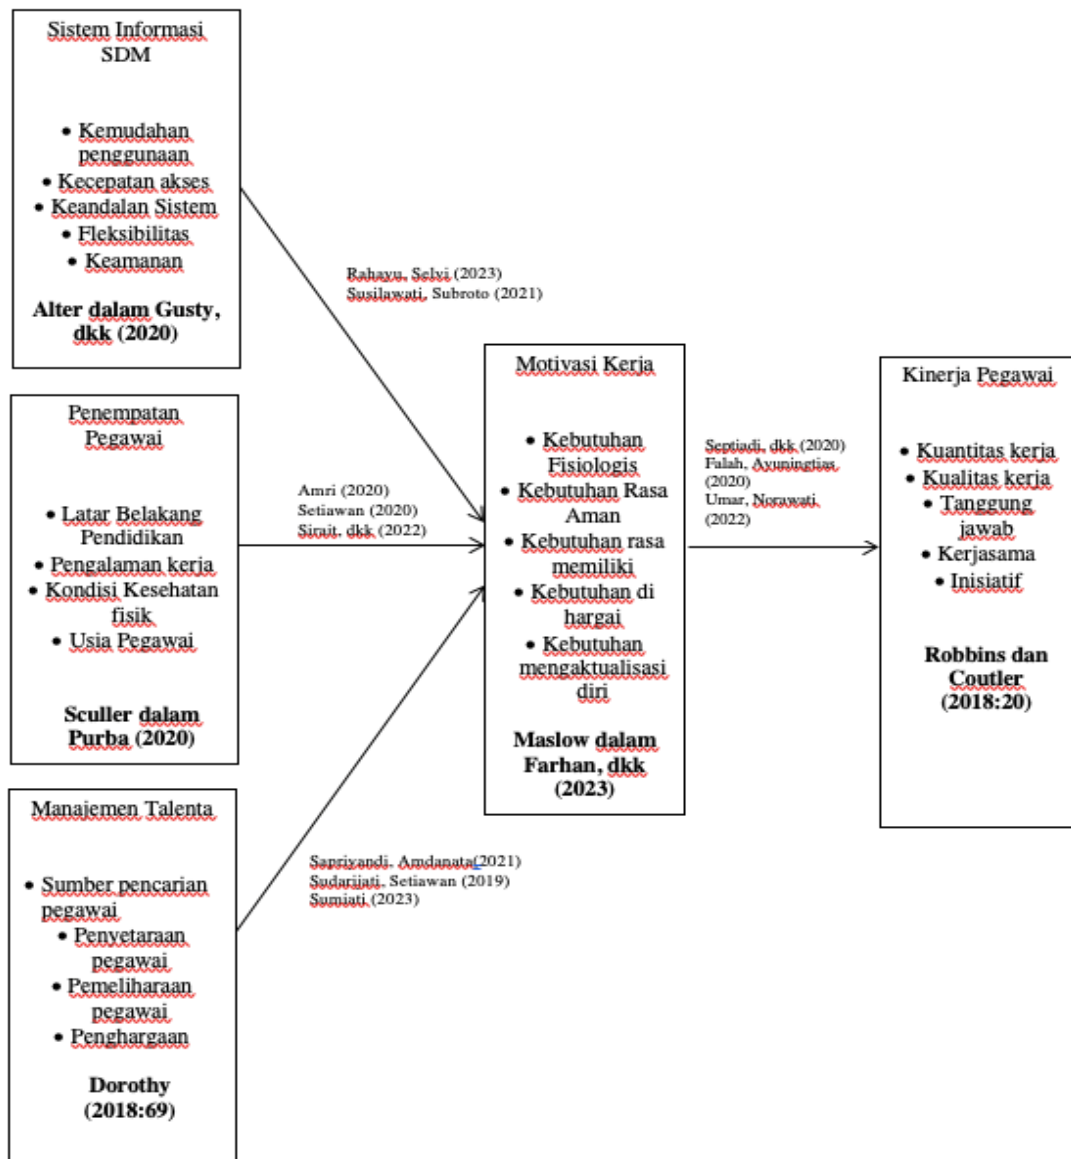 Sistem Informasi
SDM
• Kemudahan
penggunaan
• Kecepatan akses
• Keandalan Sistem
• Fleksibilitas
• Keamanan
Alter dalam Gusty,
dkk (2020)
Penempatan
Pegawai
• Latar Belakang
Pendidikan
• Pengalaman kerja
• Kondisi Kesehatan
fisik
• Usia Pegawai
Sculler dalam
Purba (2020)
Manajemen Talenta
• Sumber pencarian
pegawai
• Penyetaraan
pegawai
• Pemeliharaan
pegawai
• Penghargaan
Dorothy
(2018:69)
Rahayu, Selvi (2023)
Susilawati, Subroto (2021)
Amri (2020)
Setiawan (2020)
Sirait, dkk (2022)
Sapriyandi, Amdanata(2021)
Sudarijati, Setiawan (2019)
Sumiati (2023)
Motivasi Kerja
• Kebutuhan
Fisiologis
• Kebutuhan Rasa
Aman
• Kebutuhan rasa
memiliki
• Kebutuhan di
hargai
• Kebutuhan
mengaktualisasi
diri
Maslow dalam
Farhan, dkk
(2023)
Septiadi, dkk (2020)
Falah, Ayuningtias
(2020)
Umar, Norawati
(2022)
Kinerja Pegawai
• Kuantitas kerja
• Kualitas kerja
• Tanggung
jawab
• Kerjasama
• Inisiatif
Robbins dan
Coutler
(2018:20)